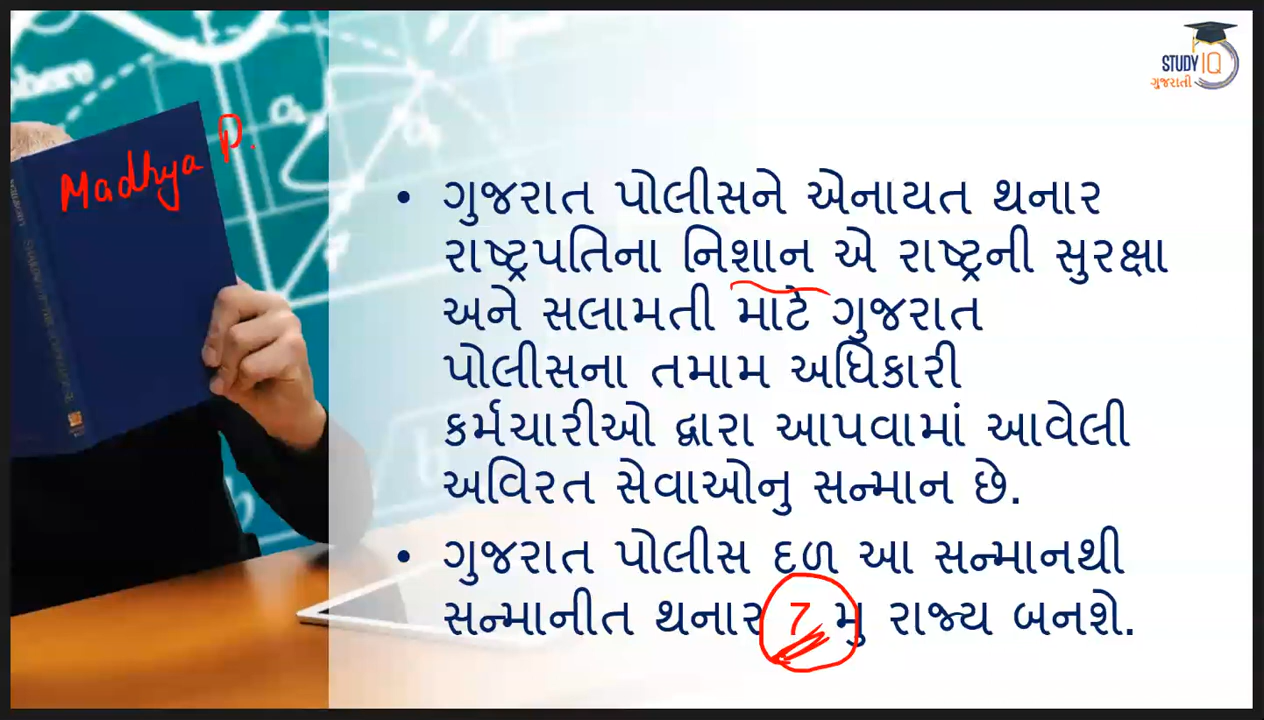 STUDY IQ
ગુજરાતી
Madhya P.
• ગુજરાત પોલીસને એનાયત થનાર
રાષ્ટ્રપતિના નિશાન એ રાષ્ટ્રની સુરક્ષા
અને સલામતી માટે ગુજરાત
પોલીસના તમામ અધિકારી
કર્મચારીઓ દ્વારા આપવામાં આવેલી
અવિરત સેવાઓનુ સન્માન છે.
• ગુજરાત પોલીસ દળ આ સન્માનથી
સન્માનીત થનાર 7 મુ રાજ્ય બનશે.